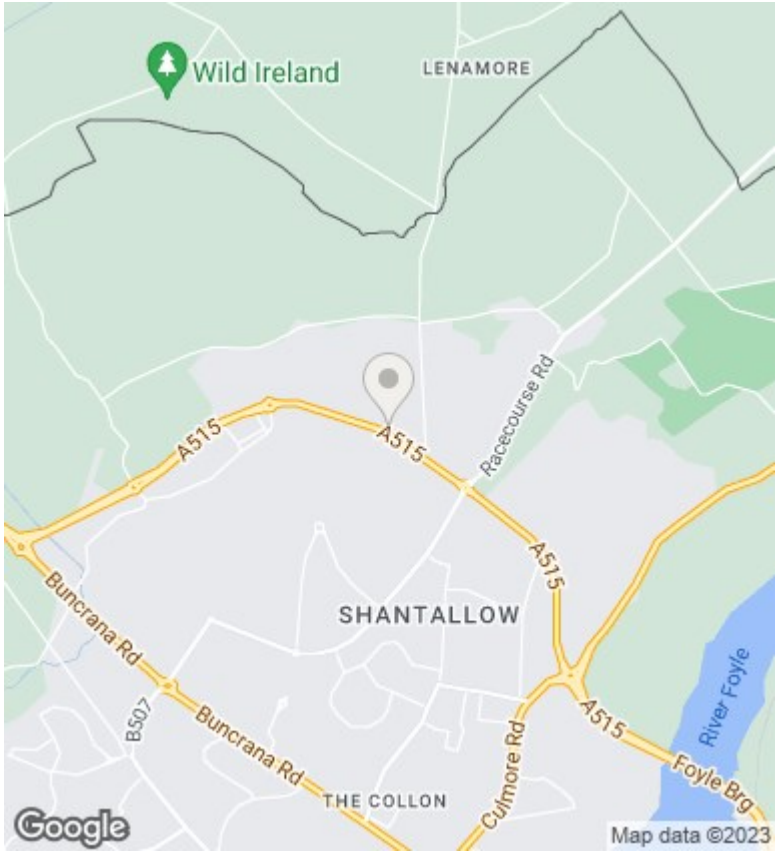 Wild Ireland
LENAMORE
Racecourse Rd
A515
A515
A515
SHANTALLOW
Buncrana Rd
B507
Buncrana Rd
THE COLLON
Culmore Rd
A515
Foyle Brg
River Foyle
Google
Map data ©2023